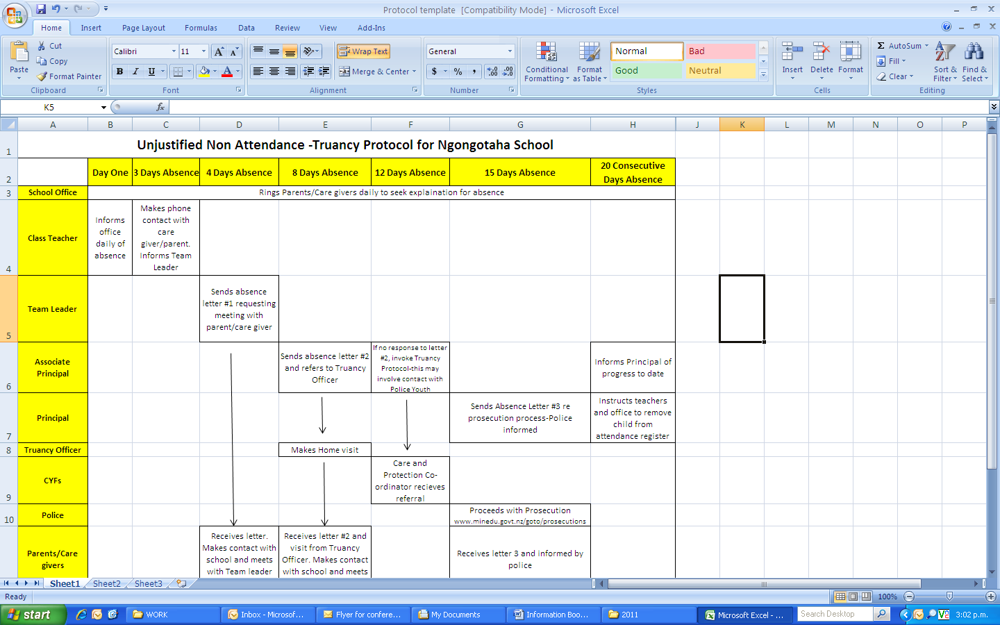 Protocol template [Compatibility Mode] - Microsoft Excel
Home Insert Page Layout Formulas Data Review View Add-Ins
Paste Cut Copy Format Painter
Calibri 11
B I U
Wrap Text
Merge & Center
General
$ % ,
Conditional Formatting
Format as Table
Normal Bad
Good Neutral
Insert Delete Format
Σ AutoSum
Fill
Clear
Sort & Filter
Find & Select
Clipboard Font Alignment Number Styles Cells Editing
K5 fx
A B C D E F G H J K L M N O P
1 Unjustified Non Attendance -Truancy Protocol for Ngongotaha School
2 Day One 3 Days Absence 4 Days Absence 8 Days Absence 12 Days Absence 15 Days Absence 20 Consecutive
Days Absence
3 School Office Rings Parents/Care givers daily to seek explaination for absence
4 Class Teacher
Informs
office
daily of
absence
Makes phone
contact with
care
giver/parent.
Informs Team
Leader
5 Team Leader
Sends absence
letter #1 requesting
meeting with
parent/care giver
6 Associate
Principal
Sends absence letter #2
and refers to Truancy
Officer
If no response to letter
#2, invoke Truancy
Protocol-this may
involve contact with
Police Youth
Informs Principal of
progress to date
7 Principal
Sends Absence Letter #3 re
prosecution process-Police
informed
Instructs teachers
and office to remove
child from
attendance register
8 Truancy Officer Makes Home visit
9 CYFs
Care and
Protection Co-
ordinator recieves
referral
10 Police
Proceeds with Prosecution
www.minedu.govt.nz/goto/prosecutions
Parents/Care
givers
Receives letter.
Makes contact with
school and meets
with Team leader
Receives letter #2 and
visit from Truancy
Officer. Makes contact
with school and meets
Receives letter 3 and informed by
police
Sheet1 Sheet2 Sheet3
Ready 100%
start WORK Inbox - Microsof... Flyer for confere... My Documents Information Boo... 2011 Microsoft Excel - ... Search Desktop V2 3:02 p.m.